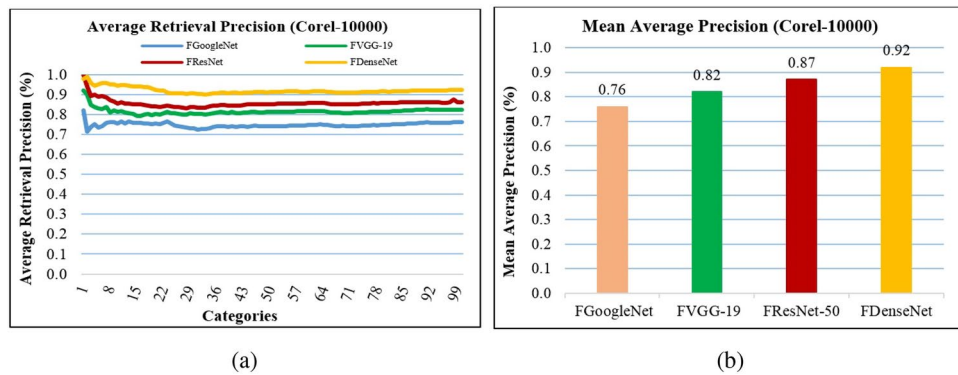 Average Retrieval Precision (Corel-10000)
FGoogleNet FVGG-19
FResNet FDenseNet
Average Retrieval Precision (%)
1.0
0.9
0.8
0.7
0.6
0.5
0.4
0.3
0.2
0.1
0.0
1 8 15 22 29 36 43 50 57 64 71 78 85 92 99
Categories
(a)
Mean Average Precision (Corel-10000)
Mean Average Precision (%)
1.0
0.9
0.8
0.7
0.6
0.5
0.4
0.3
0.2
0.1
0.0
0.76 0.82 0.87 0.92
FGoogleNet FVGG-19 FResNet-50 FDenseNet
(b)